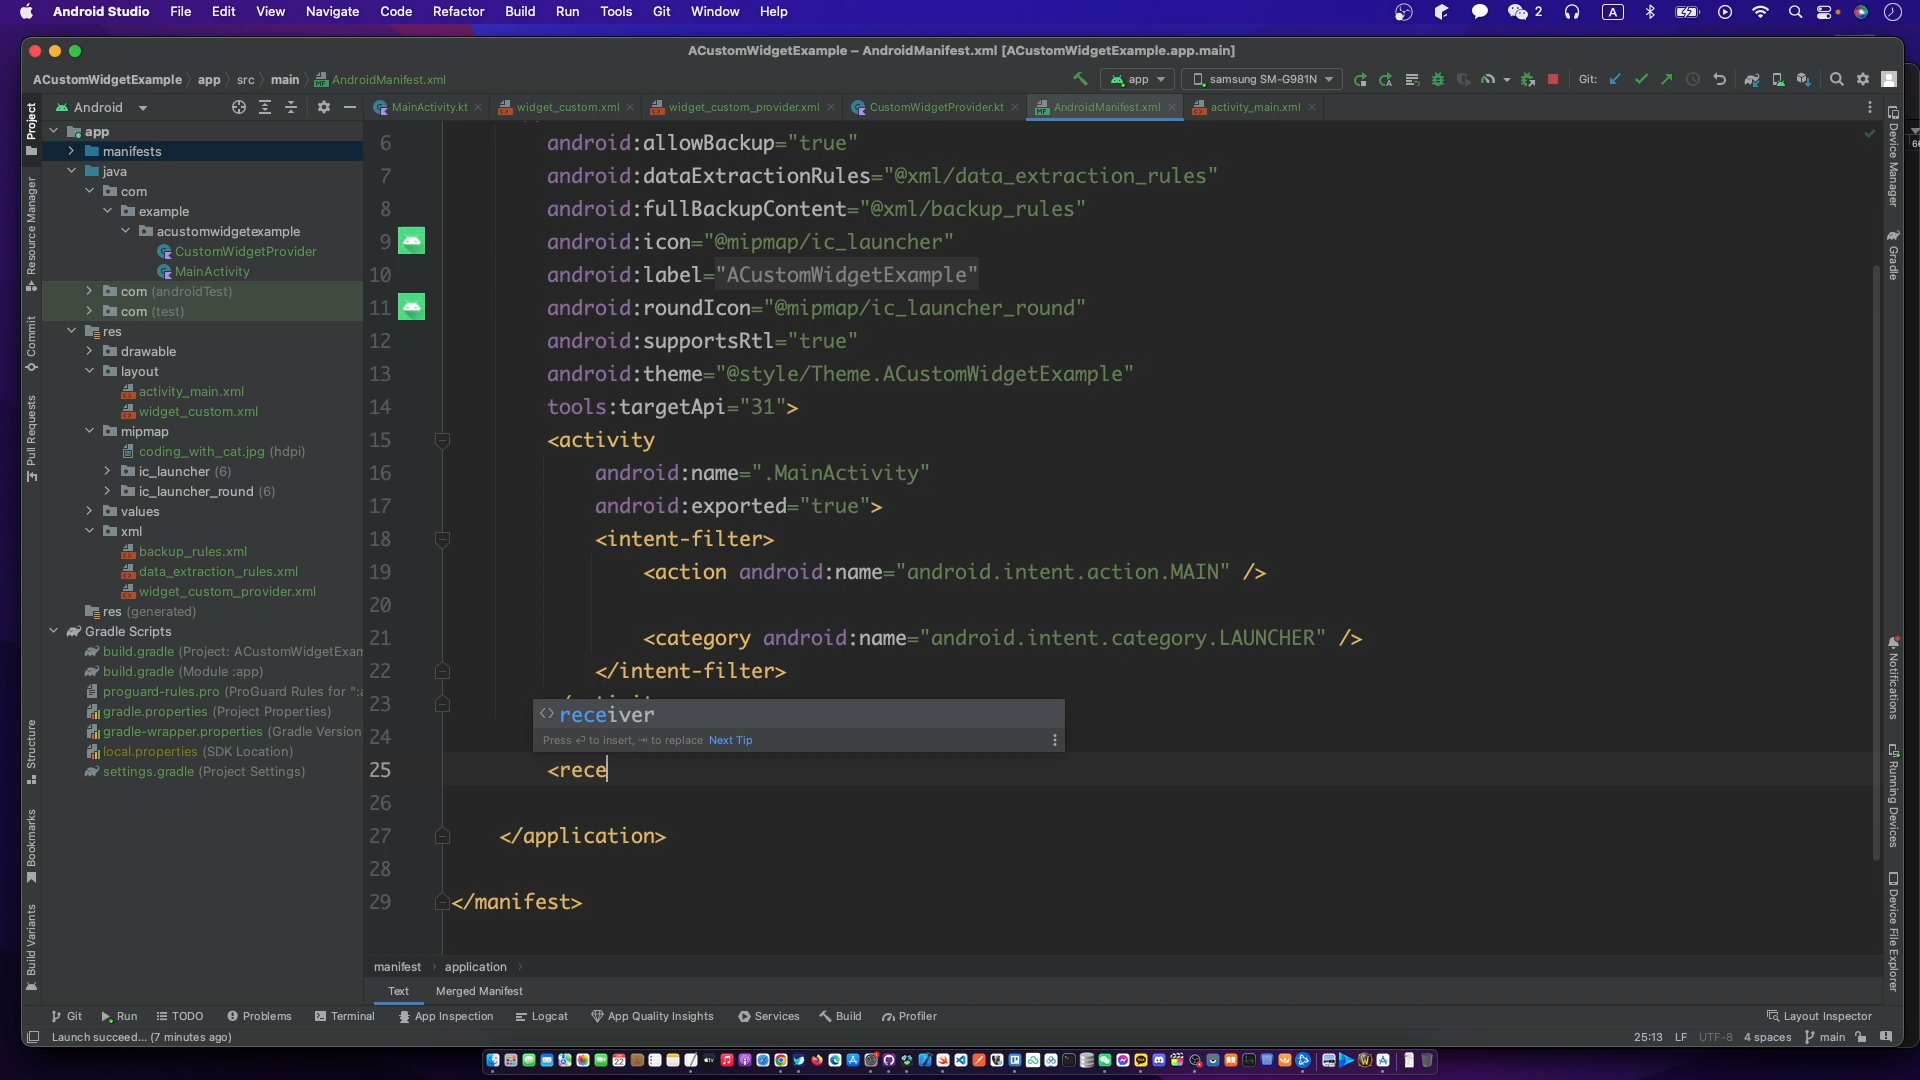 Android Studio File Edit View Navigate Code Refactor Build Run Tools Git Window Help 2 A
ACustomWidgetExample – AndroidManifest.xml [ACustomWidgetExample.app.main]
ACustomWidgetExample app src main AndroidManifest.xml app samsung SM-G981N Git:
Android MainActivity.kt widget_custom.xml widget_custom_provider.xml CustomWidgetProvider.kt AndroidManifest.xml activity_main.xml
Project
Resource Manager
Commit
Pull Requests
Structure
Bookmarks
Build Variants
app
manifests
java
com
example
acustomwidgetexample
CustomWidgetProvider
MainActivity
com (androidTest)
com (test)
res
drawable
layout
activity_main.xml
widget_custom.xml
mipmap
coding_with_cat.jpg (hdpi)
ic_launcher (6)
ic_launcher_round (6)
values
xml
backup_rules.xml
data_extraction_rules.xml
widget_custom_provider.xml
res (generated)
Gradle Scripts
build.gradle (Project: ACustomWidgetExam
build.gradle (Module :app)
proguard-rules.pro (ProGuard Rules for ":a
gradle.properties (Project Properties)
gradle-wrapper.properties (Gradle Version
local.properties (SDK Location)
settings.gradle (Project Settings)
6 android:allowBackup="true"
7 android:dataExtractionRules="@xml/data_extraction_rules"
8 android:fullBackupContent="@xml/backup_rules"
9 android:icon="@mipmap/ic_launcher"
10 android:label="ACustomWidgetExample"
11 android:roundIcon="@mipmap/ic_launcher_round"
12 android:supportsRtl="true"
13 android:theme="@style/Theme.ACustomWidgetExample"
14 tools:targetApi="31">
15 <activity
16 android:name=".MainActivity"
17 android:exported="true">
18 <intent-filter>
19 <action android:name="android.intent.action.MAIN" />
20
21 <category android:name="android.intent.category.LAUNCHER" />
22 </intent-filter>
23
<> receiver
24 Press ⏎ to insert, ⇥ to replace Next Tip
25 <rece
26
27 </application>
28
29 </manifest>
manifest application
Text Merged Manifest
Device Manager
Gradle
Notifications
Running Devices
Device File Explorer
Git Run TODO Problems Terminal App Inspection Logcat App Quality Insights Services Build Profiler Layout Inspector
Launch succeed... (7 minutes ago) 25:13 LF UTF-8 4 spaces main